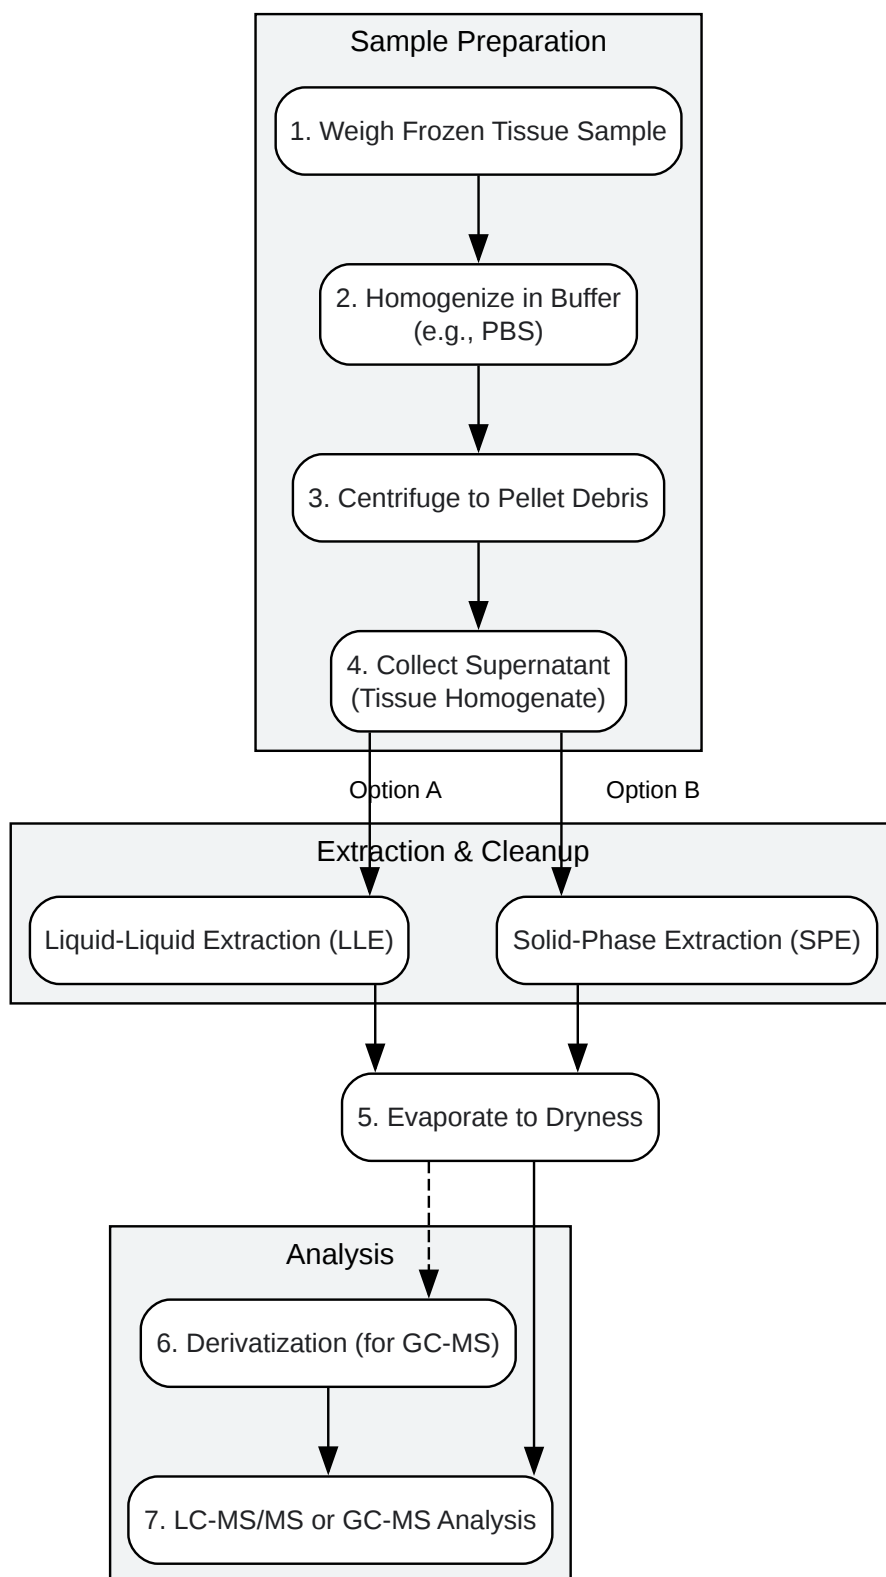 Sample Preparation
1. Weigh Frozen Tissue Sample
2. Homogenize in Buffer
(e.g., PBS)
3. Centrifuge to Pellet Debris
4. Collect Supernatant
(Tissue Homogenate)
Option A
Option B
Extraction & Cleanup
Liquid-Liquid Extraction (LLE)
Solid-Phase Extraction (SPE)
5. Evaporate to Dryness
Analysis
6. Derivatization (for GC-MS)
7. LC-MS/MS or GC-MS Analysis